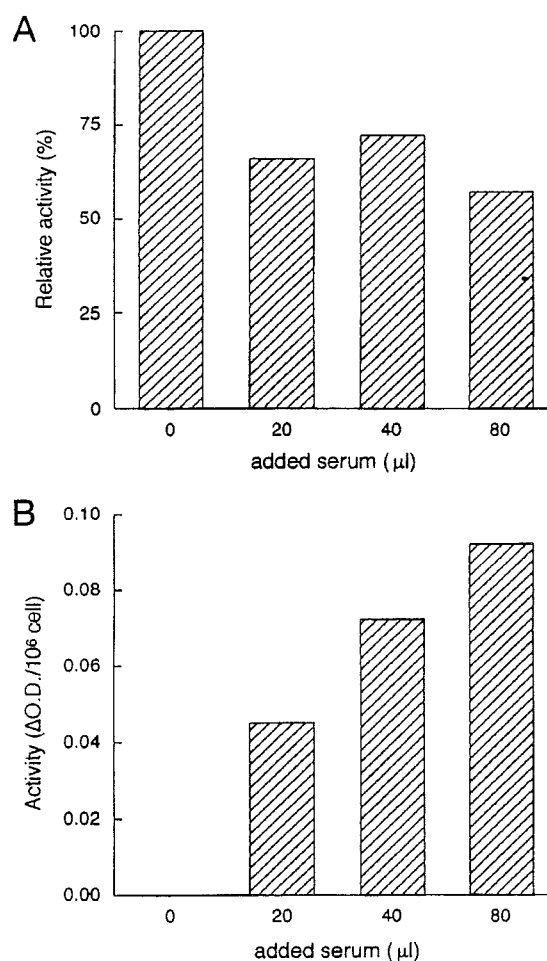 A
100
75
50
25
0
Relative activity (%)
0 20 40 80
added serum (μl)
B
0.10
0.08
0.06
0.04
0.02
0.00
Activity (ΔO.D./10⁶ cell)
0 20 40 80
added serum (μl)